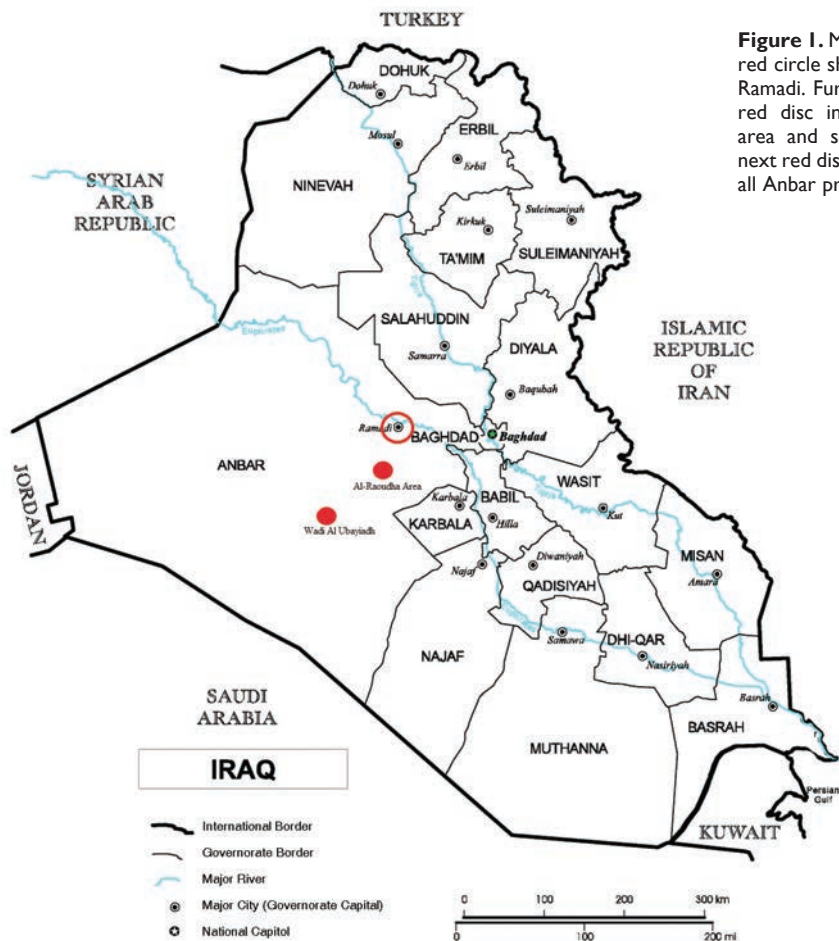 TURKEY
Figure 1. M
red circle sh
Ramadi. Fur
red disc in
area and s
next red dis
all Anbar pr
DOHUK
Dohuk
Mosul
ERBIL
Erbil
SYRIAN
ARAB
REPUBLIC
NINEVAH
Kirkuk
Suleimaniyah
TA'MIM
SULEIMANIYAH
SALAHUDDIN
Euphrates
Samarra
DIYALA
ISLAMIC
REPUBLIC
OF
IRAN
Baqubah
Ramadi
BAGHDAD
Baghdad
ANBAR
Al-Raoudha Area
WASIT
JORDAN
BABIL
Karbala
Kut
KARBALA
Hilla
Wadi Al Ubayiadh
MISAN
Najaf
Diwaniyah
Amara
QADISIYAH
Samawa
DHI-QAR
NAJAF
Nasiriyah
SAUDI
ARABIA
Basrah
BASRAH
MUTHANNA
IRAQ
Persian
Gulf
KUWAIT
International Border
Governorate Border
Major River
Major City (Governorate Capital)
National Capitol
0 100 200 300 km
0 100 200 mi